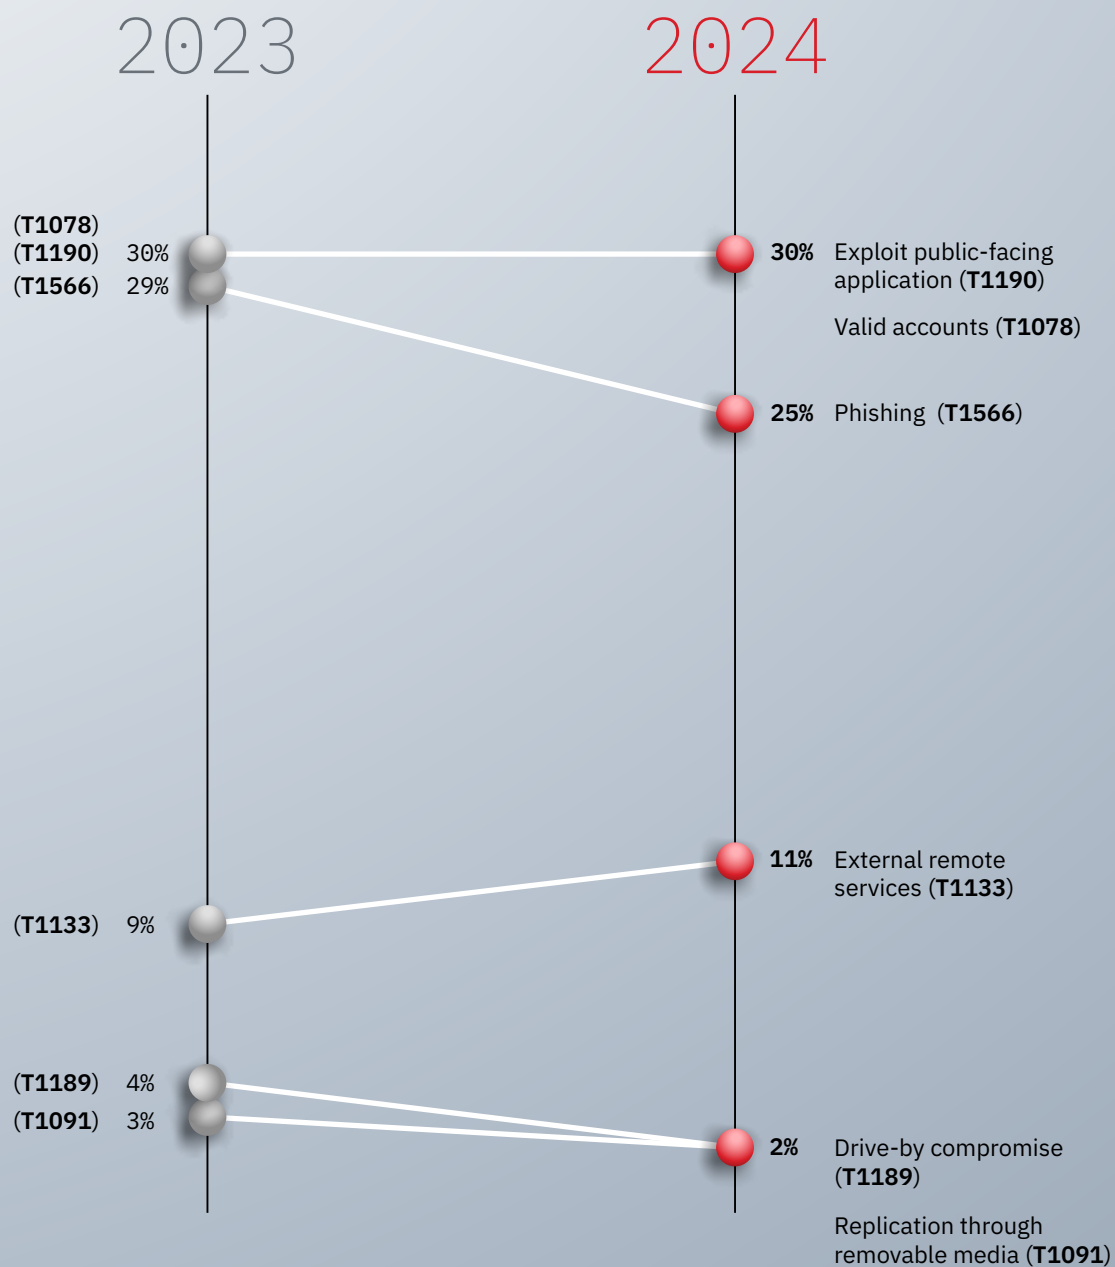 2023
2024
(T1078)
(T1190) 30%
(T1566) 29%
30% Exploit public-facing
application (T1190)
Valid accounts (T1078)
25% Phishing (T1566)
11% External remote
services (T1133)
(T1133) 9%
(T1189) 4%
(T1091) 3%
2% Drive-by compromise
(T1189)
Replication through
removable media (T1091)